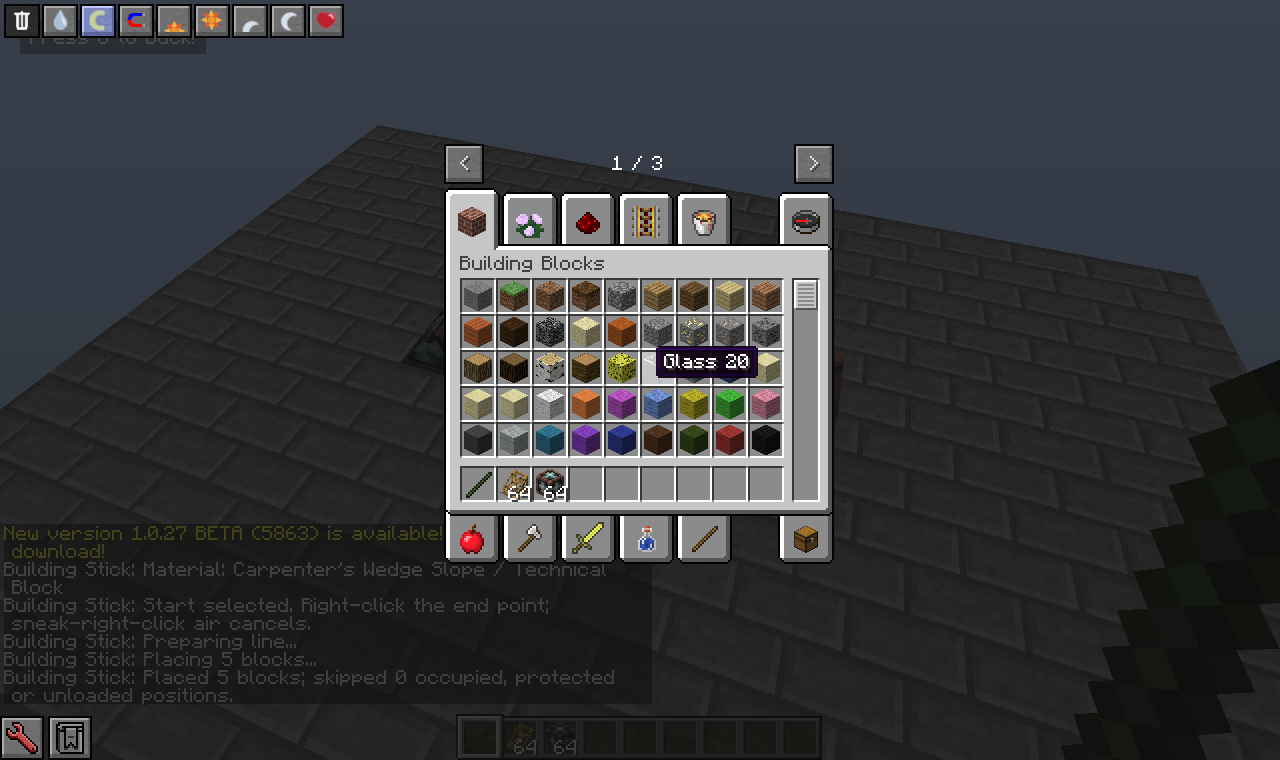 Press O to Duck!
1 / 3
Building Blocks
Glass 20
64
64
New version 1.0.27 BETA (5863) is available!
download!
Building Stick: Material: Carpenter's Wedge Slope / Technical
Block
Building Stick: Start selected. Right-click the end point;
sneak-right-click air cancels.
Building Stick: Preparing line...
Building Stick: Placing 5 blocks...
Building Stick: Placed 5 blocks; skipped 0 occupied, protected
or unloaded positions.
64
64